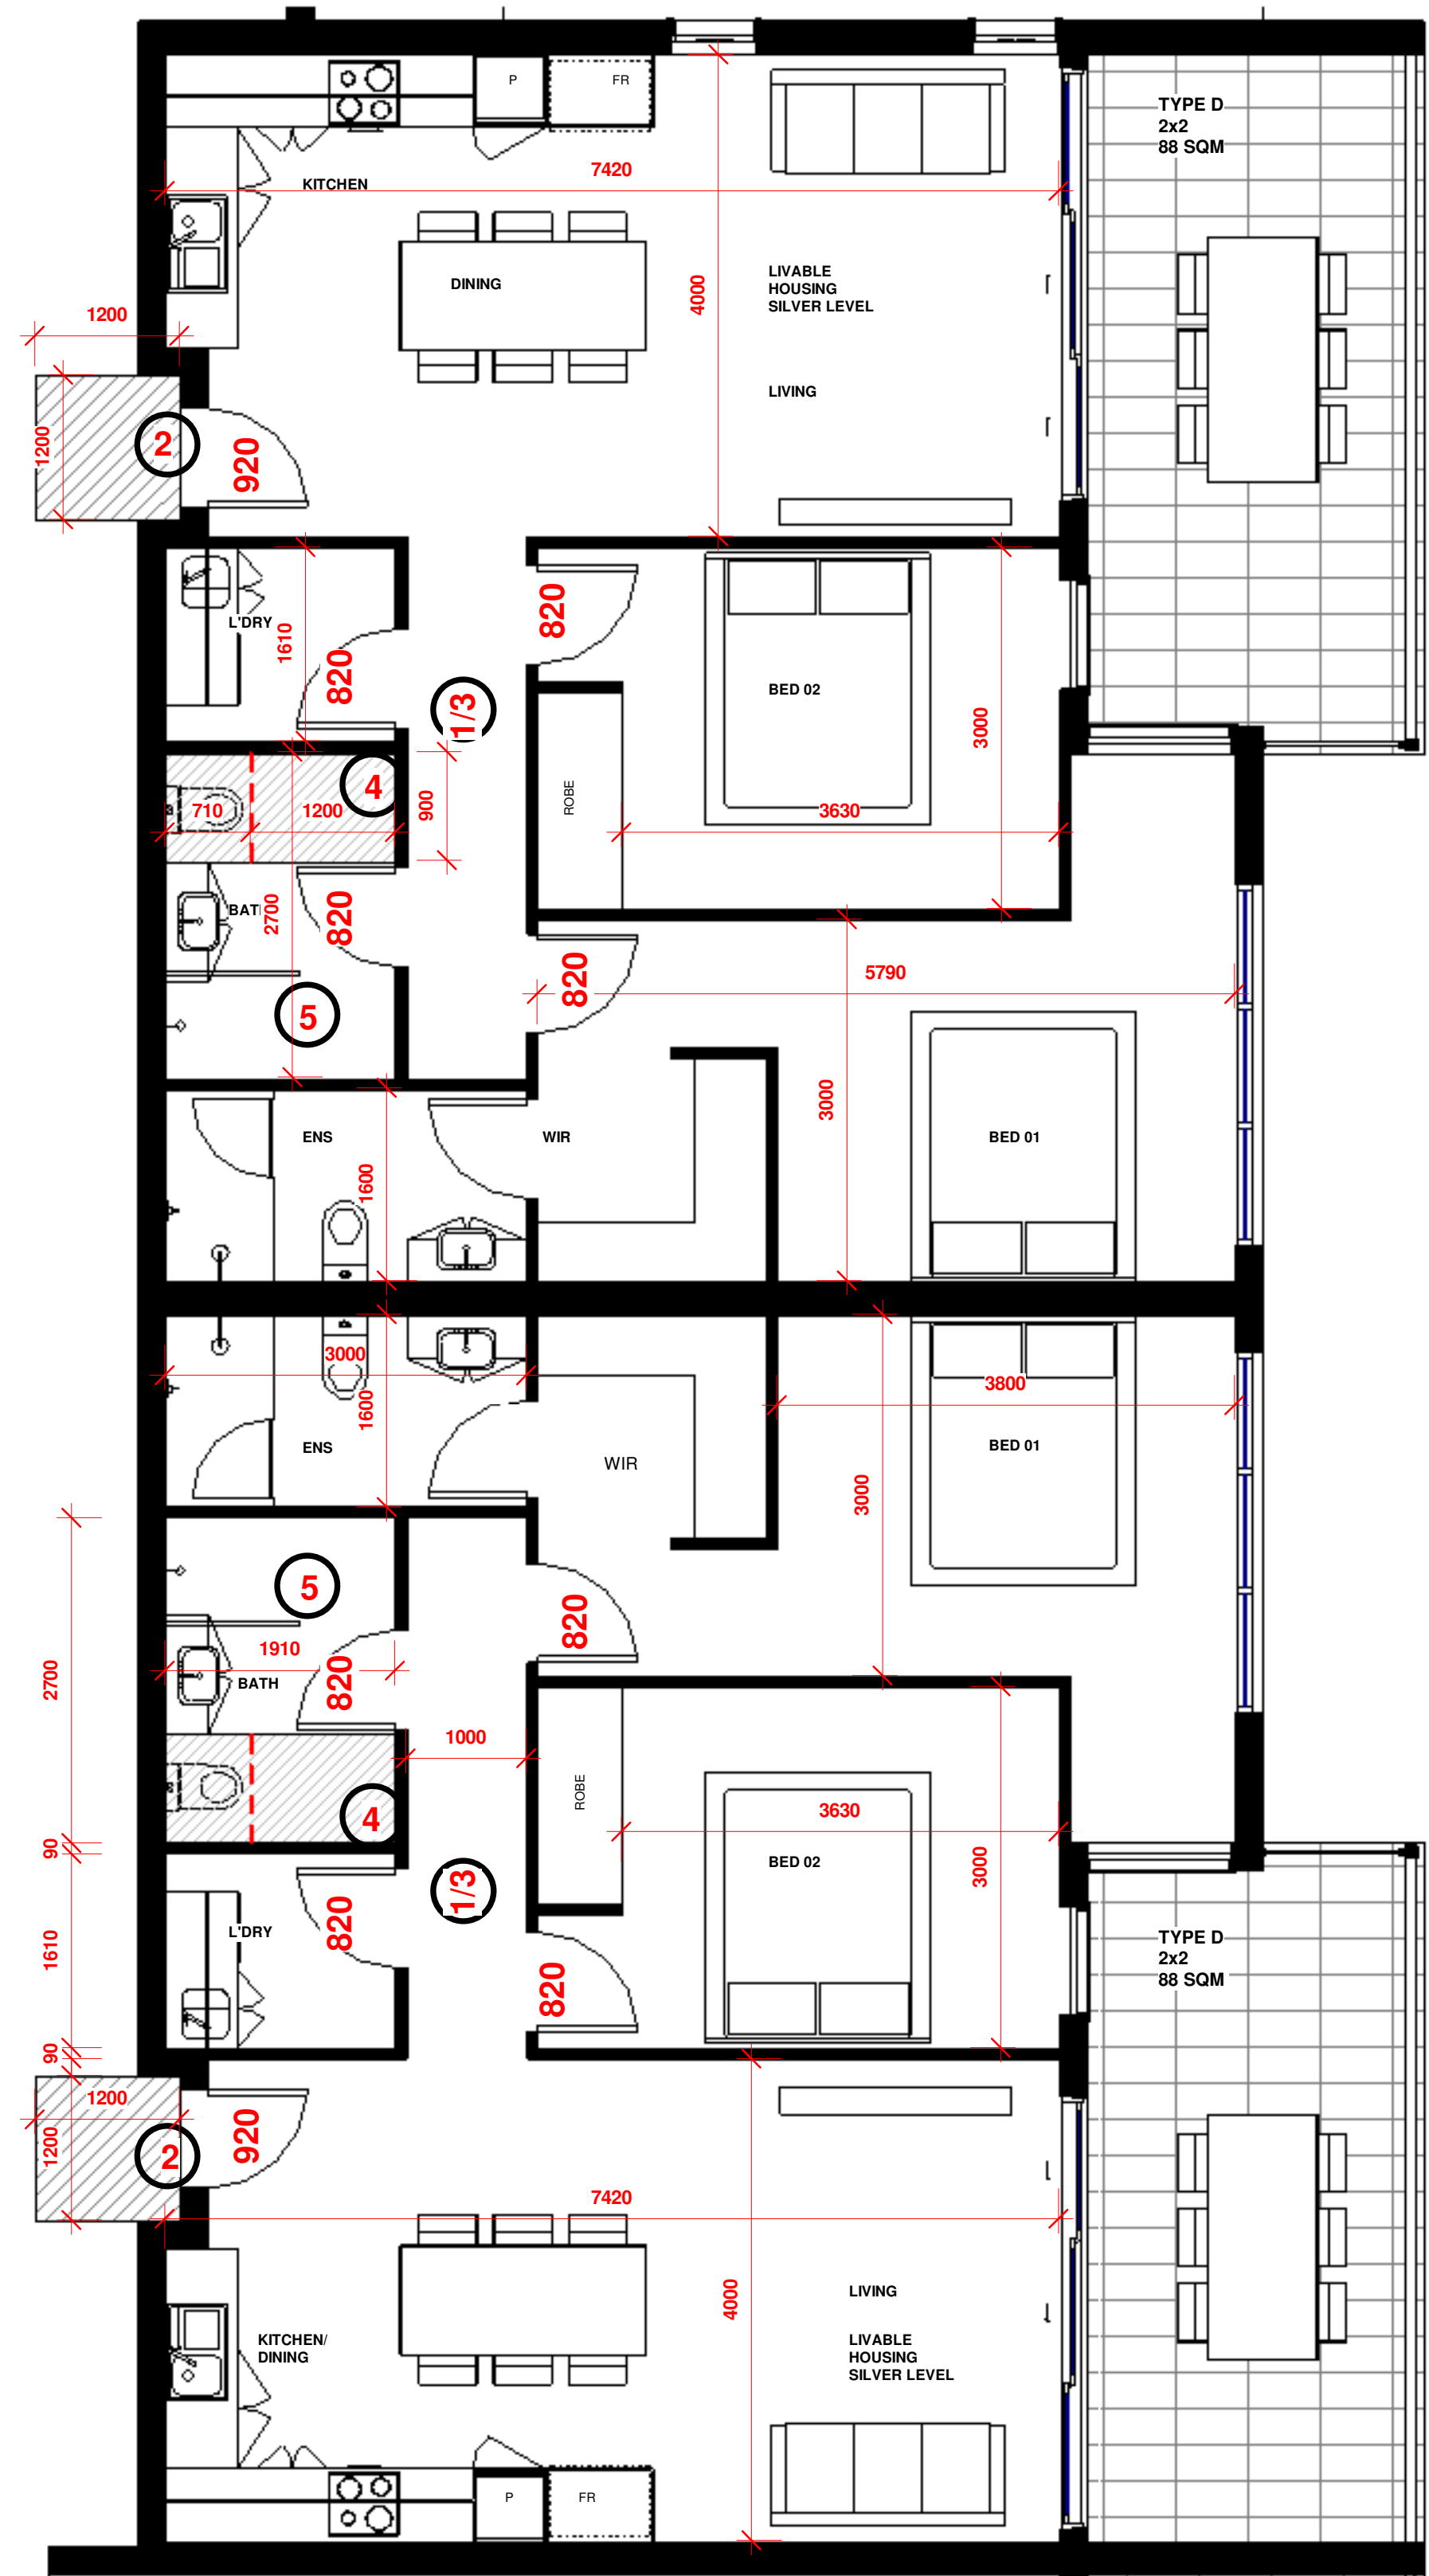 P
FR
TYPE D
2x2
88 SQM
7420
KITCHEN
DINING
4000
LIVABLE
HOUSING
SILVER LEVEL
1200
LIVING
1200
2
920
L'DRY
1610
820
820
1/3
BED 02
3000
4
710
1200
900
ROBE
3630
BAT
2700
820
820
5790
5
3000
ENS
WIR
BED 01
1600
3000
1600
3800
ENS
WIR
BED 01
3000
5
1910
820
820
2700
BATH
1000
ROBE
3630
4
BED 02
3000
90
1/3
820
L'DRY
1610
820
TYPE D
2x2
88 SQM
90
1200
1200
2
920
7420
4000
LIVING
KITCHEN/
DINING
LIVABLE
HOUSING
SILVER LEVEL
P
FR